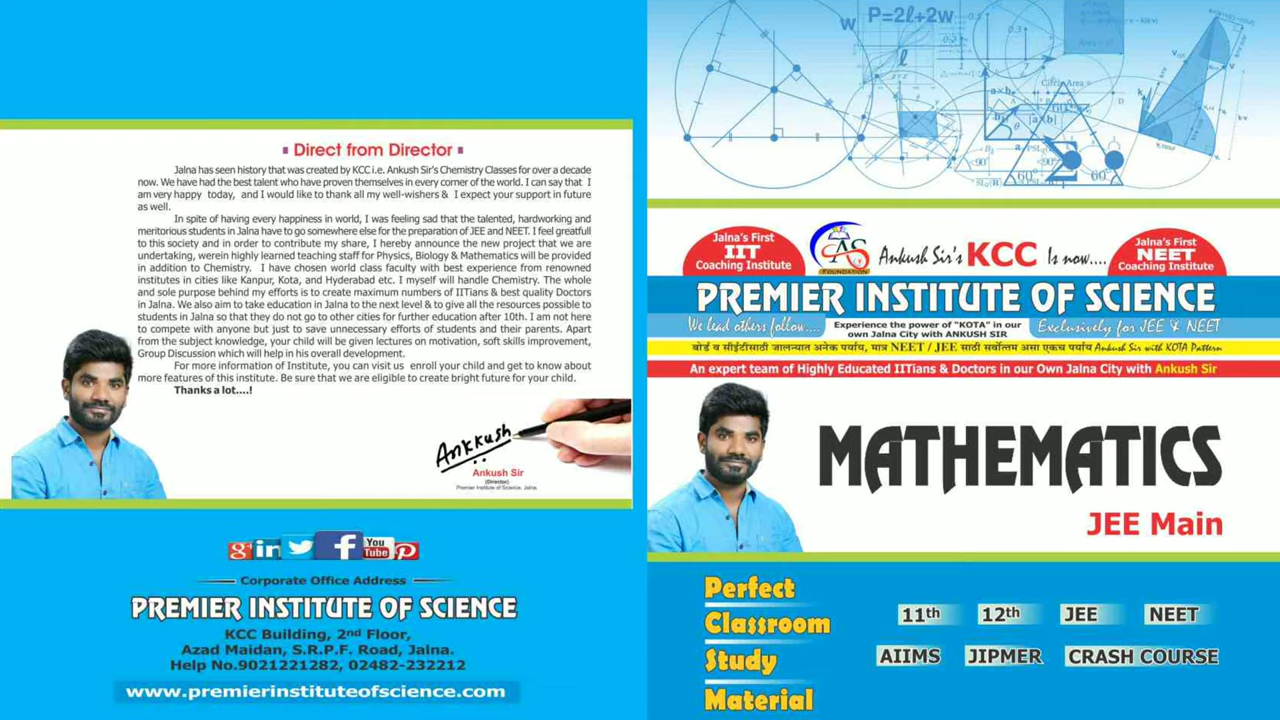 Direct from Director
Jalna has seen history that was created by KCC i.e. Ankush Sir's Chemistry Classes for over a decade
now. We have had the best talent who have proven themselves in every corner of the world. I can say that I
am very happy today, and I would like to thank all my well-wishers & I expect your support in future
as well.
In spite of having every happiness in world, I was feeling sad that the talented, hardworking and
meritorious students in Jalna have to go somewhere else for the preparation of JEE and NEET. I feel greatfull
to this society and in order to contribute my share, I hereby announce the new project that we are
undertaking, werein highly learned teaching staff for Physics, Biology & Mathematics will be provided
in addition to Chemistry. I have chosen world class faculty with best experience from renowned
institutes in cities like Kanpur, Kota, and Hyderabad etc. I myself will handle Chemistry. The whole
and sole purpose behind my efforts is to create maximum numbers of IITians & best quality Doctors
in Jalna. We also aim to take education in Jalna to the next level & to give all the resources possible to
students in Jalna so that they do not go to other cities for further education after 10th. I am not here
to compete with anyone but just to save unnecessary efforts of students and their parents. Apart
from the subject knowledge, your child will be given lectures on motivation, soft skills improvement,
Group Discussion which will help in his overall development.
For more information of Institute, you can visit us enroll your child and get to know about
more features of this institute. Be sure that we are eligible to create bright future for your child.
Thanks a lot....!
Ankkush
Ankush Sir
(Director)
Premier Institute of Science, Jalna.
g+ in f You Tube p
Corporate Office Address
PREMIER INSTITUTE OF SCIENCE
KCC Building, 2nd Floor,
Azad Maidan, S.R.P.F. Road, Jalna.
Help No.9021221282, 02482-232212
www.premierinstituteofscience.com
P=2ℓ+2w
w
ℓ
Circle Area =
a×b
|a×b|
60°
90°
<90°
60° Σ 60°
Jalna's First
IIT
Coaching Institute
CAS
FOUNDATION
Ankush Sir's KCC Is now....
Jalna's First
NEET
Coaching Institute
PREMIER INSTITUTE OF SCIENCE
We lead others follow....
Experience the power of "KOTA" in our
own Jalna City with ANKUSH SIR
Exclusively for JEE & NEET
बोर्ड व सीईटीसाठी जालन्यात अनेक पर्याय, मात्र NEET / JEE साठी सर्वोत्तम असा एकच पर्याय Ankush Sir with KOTA Pattern
An expert team of Highly Educated IITians & Doctors in our Own Jalna City with Ankush Sir
MATHEMATICS
JEE Main
Perfect
Classroom
Study
Material
11th 12th JEE NEET
AIIMS JIPMER CRASH COURSE